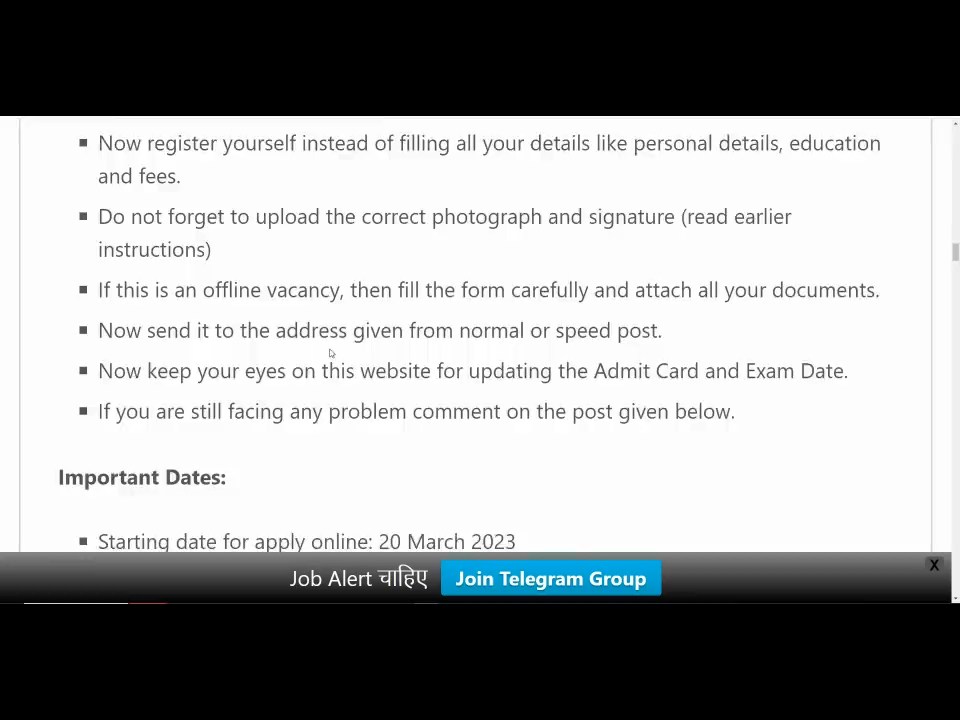 Now register yourself instead of filling all your details like personal details, education
and fees.
Do not forget to upload the correct photograph and signature (read earlier
instructions)
If this is an offline vacancy, then fill the form carefully and attach all your documents.
Now send it to the address given from normal or speed post.
Now keep your eyes on this website for updating the Admit Card and Exam Date.
If you are still facing any problem comment on the post given below.
Important Dates:
Starting date for apply online: 20 March 2023
Job Alert चाहिए Join Telegram Group
X